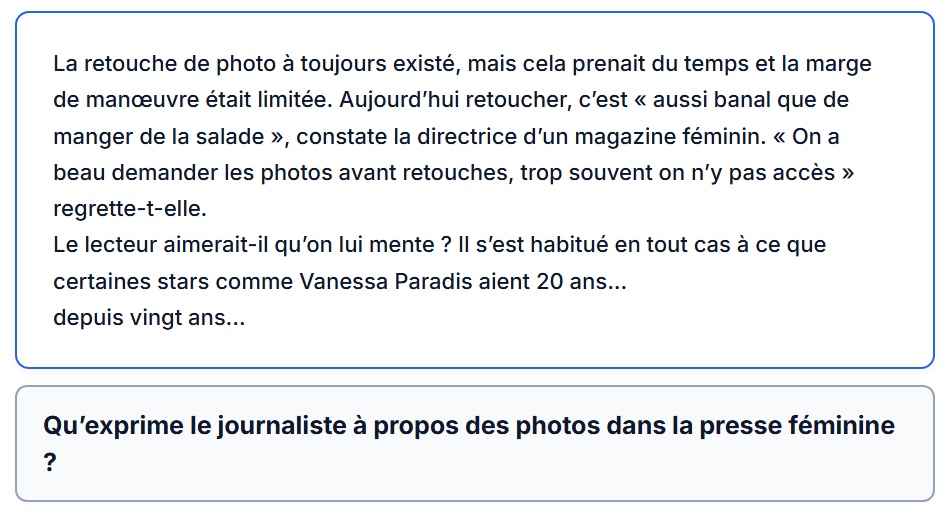 La retouche de photo à toujours existé, mais cela prenait du temps et la marge
de manœuvre était limitée. Aujourd’hui retoucher, c’est « aussi banal que de
manger de la salade », constate la directrice d’un magazine féminin. « On a
beau demander les photos avant retouches, trop souvent on n’y pas accès »
regrette-t-elle.
Le lecteur aimerait-il qu’on lui mente ? Il s’est habitué en tout cas à ce que
certaines stars comme Vanessa Paradis aient 20 ans...
depuis vingt ans...
Qu’exprime le journaliste à propos des photos dans la presse féminine
?